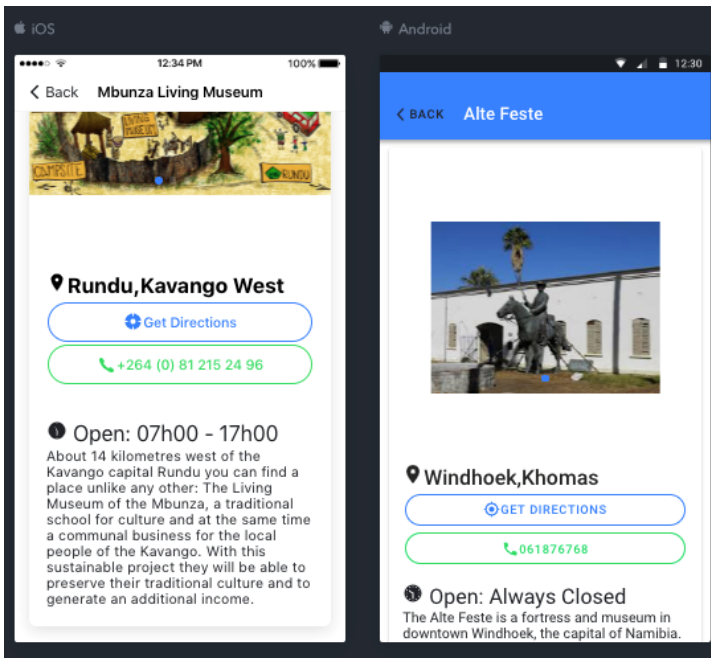 iOS
12:34 PM
100%
Back Mbunza Living Museum
LIVING
MUSEUM
CAMPSITE
RUNDU
Rundu,Kavango West
Get Directions
+264 (0) 81 215 24 96
Open: 07h00 - 17h00
About 14 kilometres west of the
Kavango capital Rundu you can find a
place unlike any other: The Living
Museum of the Mbunza, a traditional
school for culture and at the same time
a communal business for the local
people of the Kavango. With this
sustainable project they will be able to
preserve their traditional culture and to
generate an additional income.
Android
12:30
BACK Alte Feste
Windhoek,Khomas
GET DIRECTIONS
061876768
Open: Always Closed
The Alte Feste is a fortress and museum in
downtown Windhoek, the capital of Namibia.